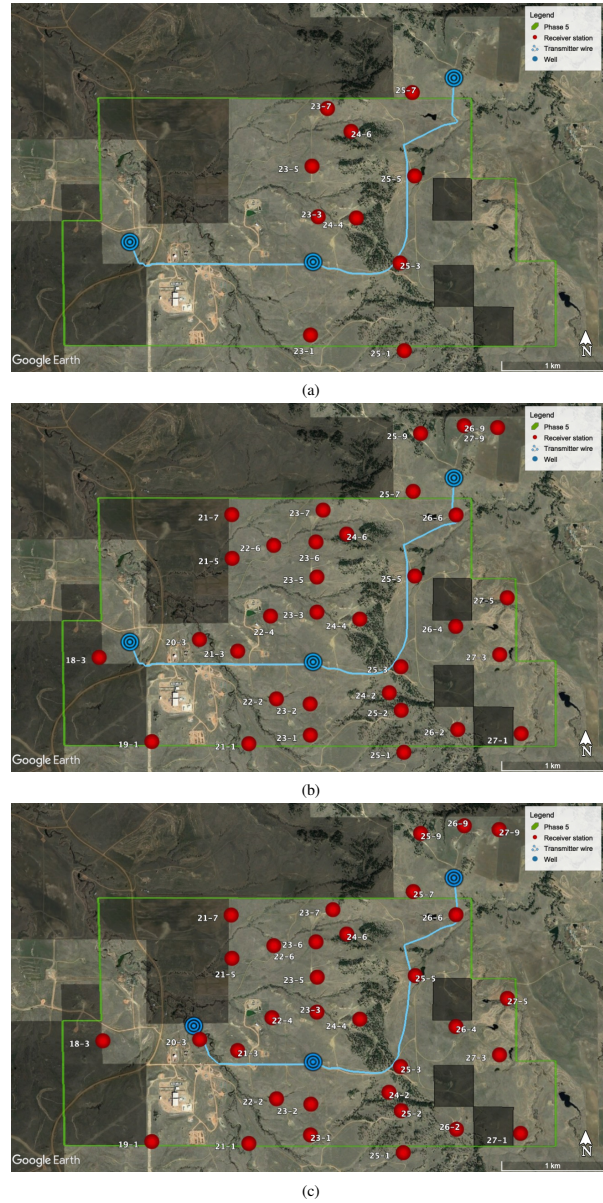 Legend
Phase 5
Receiver station
Transmitter wire
Well
25-7
23-7
24-6
23-5
25-5
23-3
24-4
25-3
23-1
25-1
Google Earth
N
1 km
(a)
Legend
Phase 5
Receiver station
Transmitter wire
Well
26-9
25-9
27-9
25-7
21-7
23-7
26-6
24-6
22-6
23-6
21-5
23-5
25-5
27-5
23-3
22-4
24-4
26-4
20-3
21-3
18-3
27-3
25-3
24-2
22-2
23-2
25-2
26-2
23-1
27-1
19-1
21-1
25-1
Google Earth
N
1 km
(b)
Legend
Phase 5
Receiver station
Transmitter wire
Well
26-9
25-9
27-9
25-7
21-7
23-7
26-6
24-6
23-6
22-6
21-5
23-5
25-5
27-5
23-3
22-4
24-4
26-4
20-3
18-3
21-3
27-3
25-3
24-2
22-2
23-2
25-2
26-2
23-1
27-1
19-1
21-1
25-1
Google Earth
N
1 km
(c)